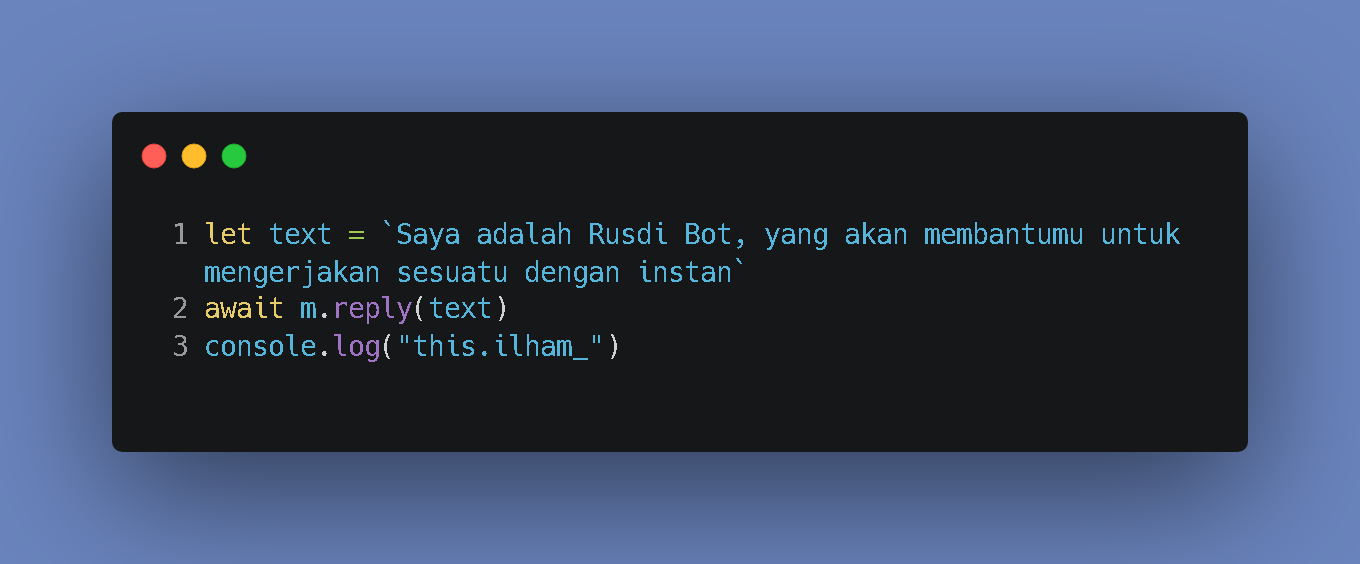 1 let text = `Saya adalah Rusdi Bot, yang akan membantumu untuk
mengerjakan sesuatu dengan instan`
2 await m.reply(text)
3 console.log("this.ilham_")